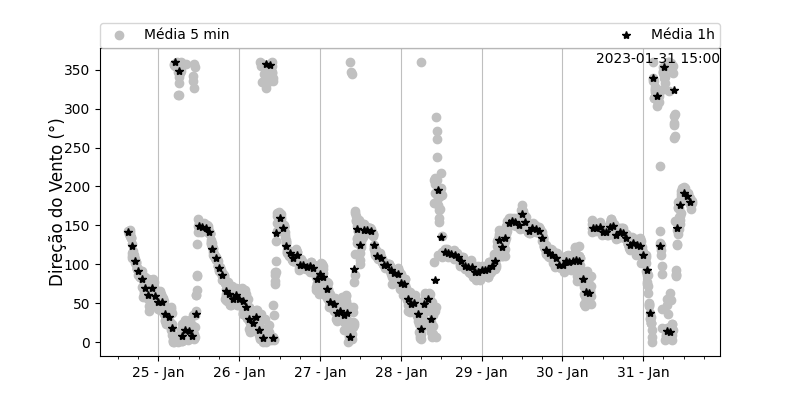 Média 5 min
Média 1h
2023-01-31 15:00
Direção do Vento (°)
350
300
250
200
150
100
50
0
25 - Jan
26 - Jan
27 - Jan
28 - Jan
29 - Jan
30 - Jan
31 - Jan